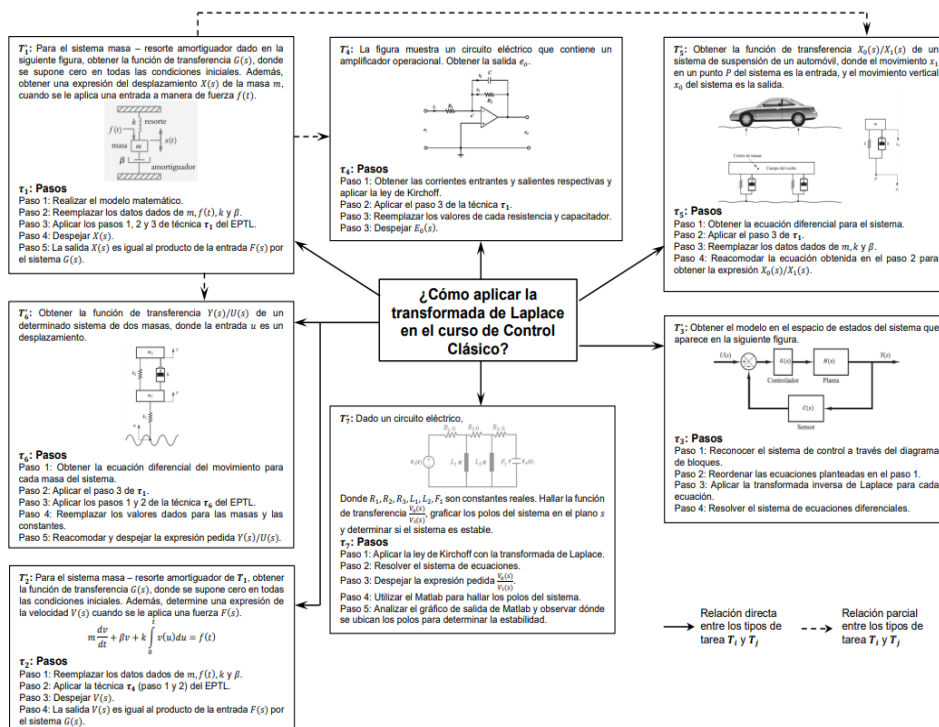 T₁*: Para el sistema masa – resorte amortiguador dado en la
siguiente figura, obtener la función de transferencia G(s), donde
se supone cero en todas las condiciones iniciales. Además,
obtener una expresión del desplazamiento X(s) de la masa m,
cuando se le aplica una entrada a manera de fuerza f(t).
k resorte
f(t)
x(t)
masa m
β
amortiguador
τ₁: Pasos
Paso 1: Realizar el modelo matemático.
Paso 2: Reemplazar los datos dados de m, f(t), k y β.
Paso 3: Aplicar los pasos 1, 2 y 3 de técnica τ₁ del EPTL.
Paso 4: Despejar X(s).
Paso 5: La salida X(s) es igual al producto de la entrada F(s) por
el sistema G(s).
T₄*: La figura muestra un circuito eléctrico que contiene un
amplificador operacional. Obtener la salida eₒ.
C
τ₄: Pasos
Paso 1: Obtener las corrientes entrantes y salientes respectivas y
aplicar la ley de Kirchoff.
Paso 2: Aplicar el paso 3 de la técnica τ₁.
Paso 3: Reemplazar los valores de cada resistencia y capacitador.
Paso 3: Despejar E₀(s).
T₅*: Obtener la función de transferencia X₀(s)/X₁(s) de un
sistema de suspensión de un automóvil, donde el movimiento x₁
en un punto P del sistema es la entrada, y el movimiento vertical
x₀ del sistema es la salida.
Centro de masas
Cuerpo del coche
m
k
P
τ₅: Pasos
Paso 1: Obtener la ecuación diferencial para el sistema.
Paso 2: Aplicar el paso 3 de τ₁.
Paso 3: Reemplazar los datos dados de m, k y β.
Paso 4: Reacomodar la ecuación obtenida en el paso 2 para
obtener la expresión X₀(s)/X₁(s).
¿Cómo aplicar la
transformada de Laplace
en el curso de Control
Clásico?
T₆*: Obtener la función de transferencia Y(s)/U(s) de un
determinado sistema de dos masas, donde la entrada u es un
desplazamiento.
τ₆: Pasos
Paso 1: Obtener la ecuación diferencial del movimiento para
cada masa del sistema.
Paso 2: Aplicar el paso 3 de τ₁.
Paso 3: Aplicar los pasos 1 y 2 de la técnica τ₆ del EPTL.
Paso 4: Reemplazar los valores dados para las masas y las
constantes.
Paso 5: Reacomodar y despejar la expresión pedida Y(s)/U(s).
T₃*: Obtener el modelo en el espacio de estados del sistema que
aparece en la siguiente figura.
U(s) G(s) H(s) Y(s)
Controlador Planta
C(s)
Sensor
τ₃: Pasos
Paso 1: Reconocer el sistema de control a través del diagrama
de bloques.
Paso 2: Reordenar las ecuaciones planteadas en el paso 1.
Paso 3: Aplicar la transformada inversa de Laplace para cada
ecuación.
Paso 4: Resolver el sistema de ecuaciones diferenciales.
T₇*: Dado un circuito eléctrico,
R₁ Ω R₂ Ω R₃ Ω
V₁(t) L₁ H L₂ H F₁ F V₀(t)
Donde R₁, R₂, R₃, L₁, L₂, F₁ son constantes reales. Hallar la función
de transferencia V₀(s)/V₁(s), graficar los polos del sistema en el plano s
y determinar si el sistema es estable.
τ₇: Pasos
Paso 1: Aplicar la ley de Kirchoff con la transformada de Laplace.
Paso 2: Resolver el sistema de ecuaciones.
Paso 3: Despejar la expresión pedida V₀(s)/V₁(s).
Paso 4: Utilizar el Matlab para hallar los polos del sistema.
Paso 5: Analizar el gráfico de salida de Matlab y observar dónde
se ubican los polos para determinar la estabilidad.
T₂*: Para el sistema masa – resorte amortiguador de T₁, obtener
la función de transferencia G(s), donde se supone cero en todas
las condiciones iniciales. Además, determine una expresión de
la velocidad V(s) cuando se le aplica una fuerza F(s).
m dv/dt + βv + k ∫₀ᵗ v(u)du = f(t)
τ₂: Pasos
Paso 1: Reemplazar los datos dados de m, f(t), k y β.
Paso 2: Aplicar la técnica τ₄ (paso 1 y 2) del EPTL.
Paso 3: Despejar V(s).
Paso 4: La salida V(s) es igual al producto de la entrada F(s) por
el sistema G(s).
Relación directa
entre los tipos de
tarea Tᵢ y Tⱼ
Relación parcial
entre los tipos de
tarea Tᵢ y Tⱼ